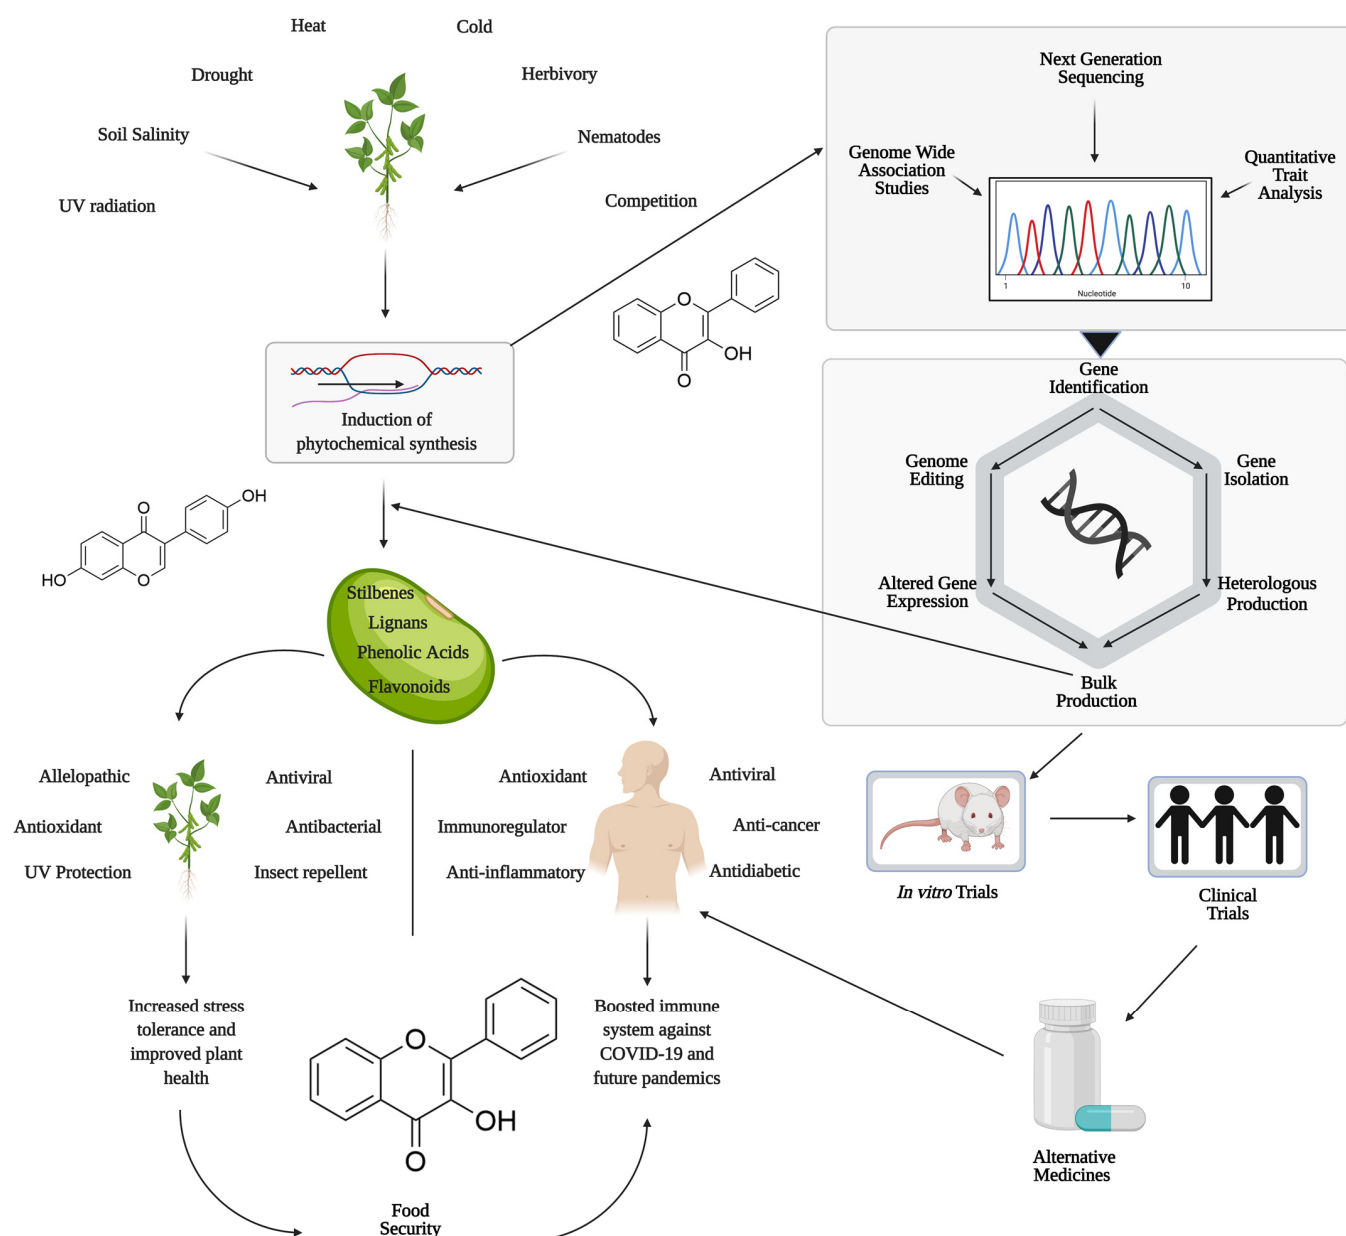 Heat
Cold
Drought
Herbivory
Soil Salinity
Nematodes
UV radiation
Competition
Next Generation
Sequencing
Genome Wide
Association
Studies
Quantitative
Trait
Analysis
1
10
Nucleotide
O
OH
O
Induction of
phytochemical synthesis
Gene
Identification
Genome
Editing
Gene
Isolation
Altered Gene
Expression
Heterologous
Production
Bulk
Production
OH
O
HO
O
Stilbenes
Lignans
Phenolic Acids
Flavonoids
Allelopathic
Antiviral
Antioxidant
Antibacterial
UV Protection
Insect repellent
Antioxidant
Antiviral
Immunoregulator
Anti-cancer
Anti-inflammatory
Antidiabetic
In vitro Trials
Clinical
Trials
Increased stress
tolerance and
improved plant
health
O
OH
O
Boosted immune
system against
COVID-19 and
future pandemics
Alternative
Medicines
Food
Security